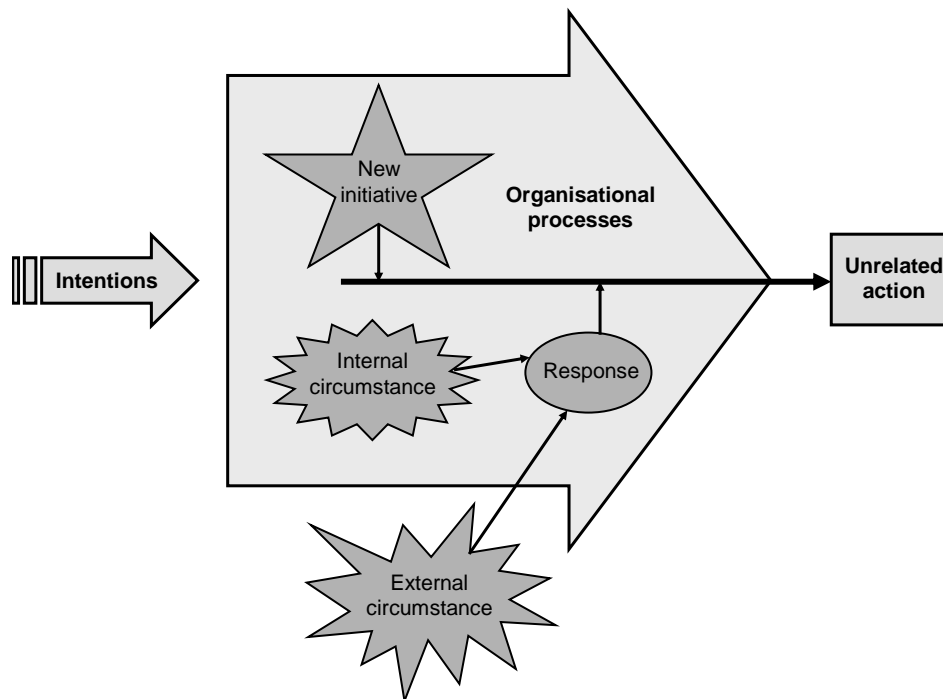 New
initiative
Organisational
processes
Intentions
Unrelated
action
Internal
circumstance
Response
External
circumstance